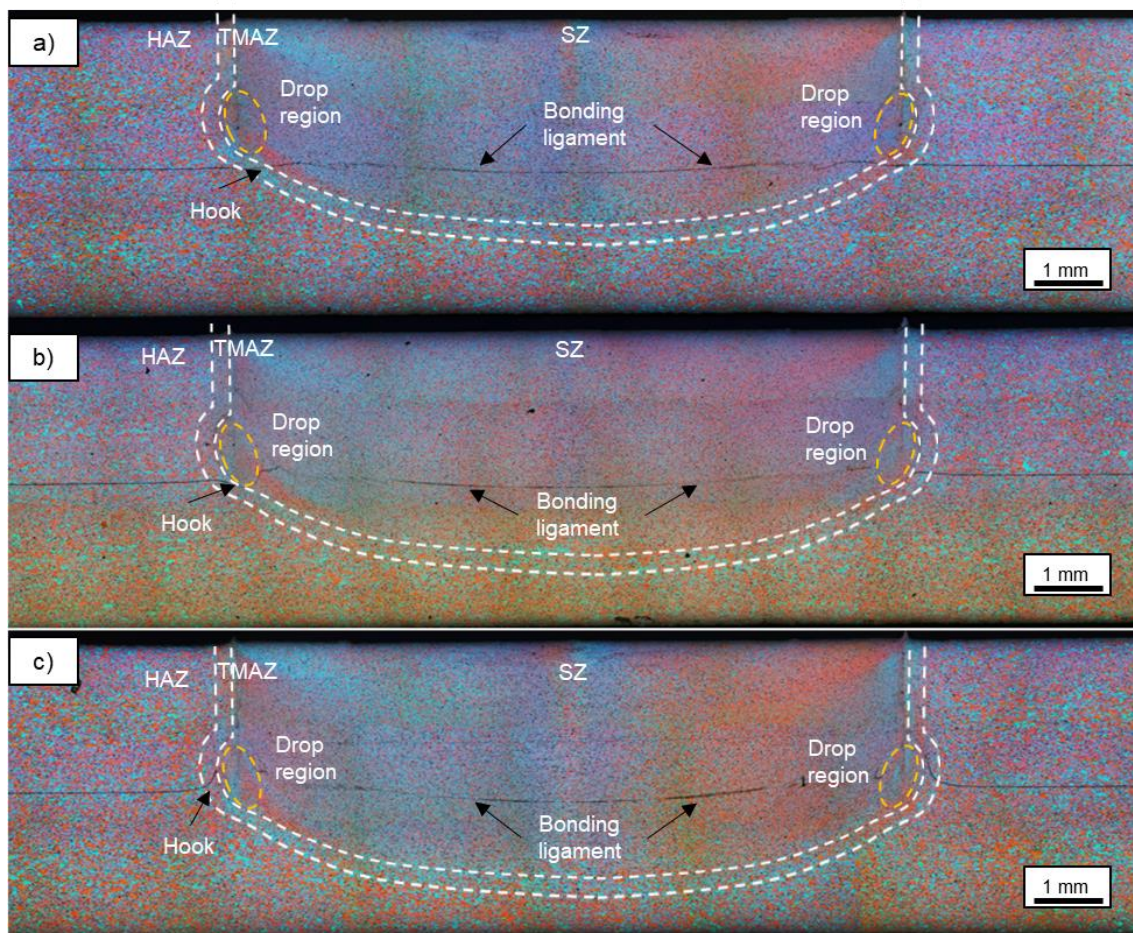 a)
HAZ
TMAZ
SZ
Drop
region
Bonding
ligament
Drop
region
Hook
1 mm
b)
HAZ
TMAZ
SZ
Drop
region
Drop
region
Bonding
ligament
Hook
1 mm
c)
HAZ
TMAZ
SZ
Drop
region
Drop
region
Bonding
ligament
Hook
1 mm